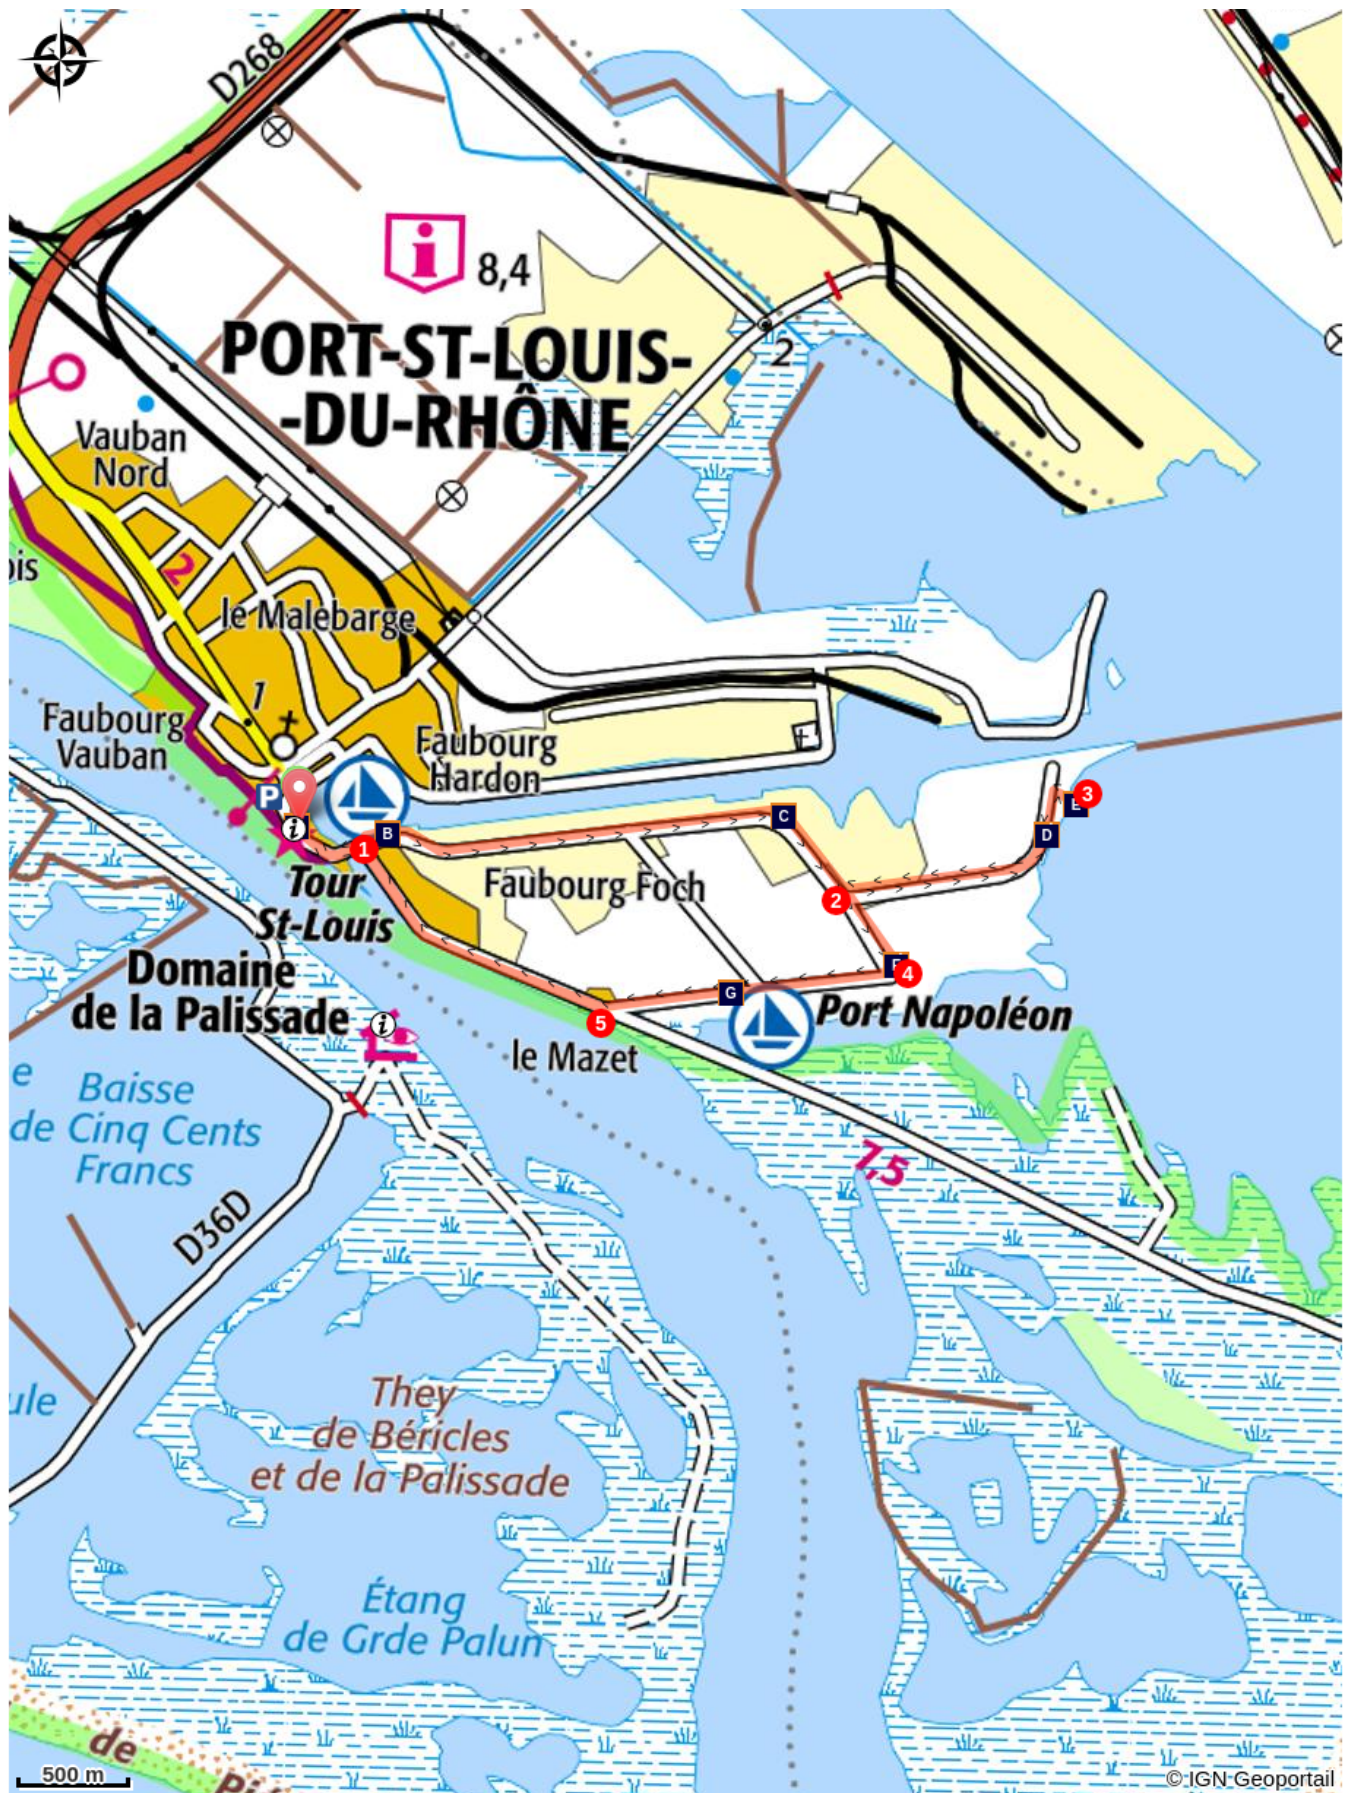 D268
i
8,4
PORT-ST-LOUIS-
-DU-RHÔNE
2
Vauban
Nord
2
le Malebarge
1
Faubourg
Vauban
Faubourg
Hardon
P
i
B
1
C
3
D
2
Faubourg Foch
Tour
St-Louis
4
G
5
Port Napoléon
Domaine
de la Palissade
i
le Mazet
Baisse
de Cinq Cents
Francs
7,5
D36D
They
de Béricles
et de la Palissade
Étang
de Grde Palun
de
500 m
© IGN Geoportail